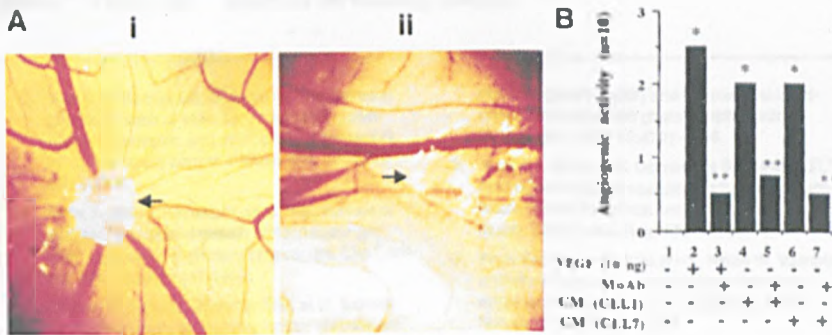 A
i
ii
B
Angiogenic activity (n=10)
3
2
1
0
*
**
*
**
*
1 2 3 4 5 6 7
VEGF (10 ng) - + + - - - -
MoAb - - + - + - +
CM (CLL1) - - - + + - -
CM (CLL7) - - - - - + +